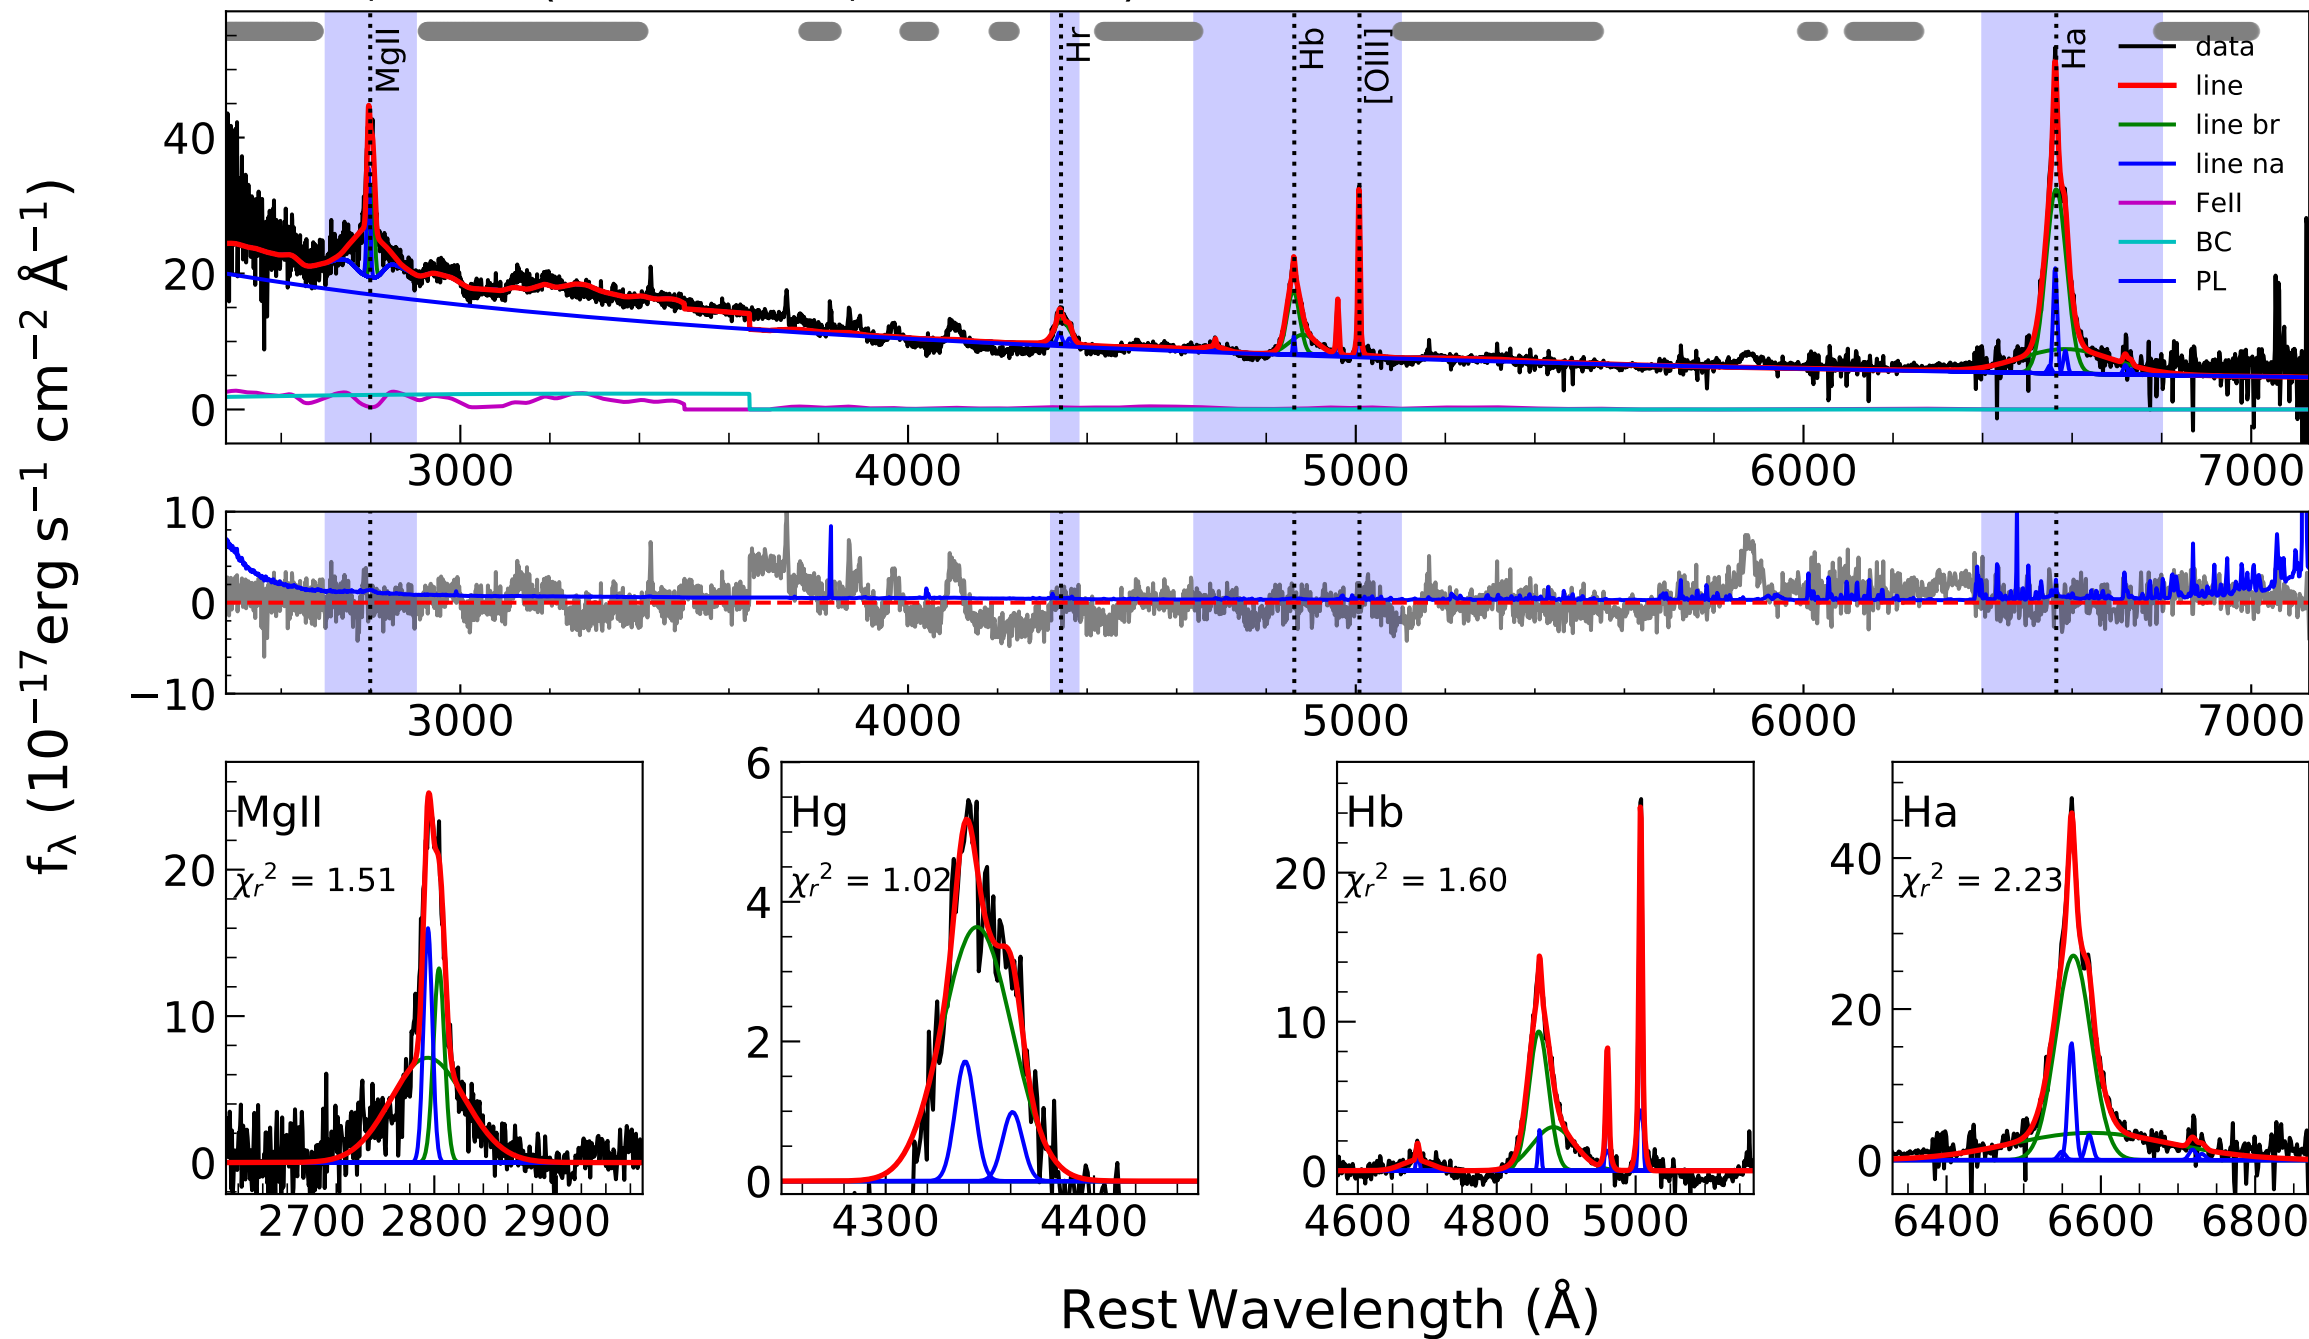 MgII
Hr
Hb
[OIII]
Ha
data
line
line br
line na
FeII
BC
PL
40
20
0
3000
4000
5000
6000
7000
10
0
−10
3000
4000
5000
6000
7000
f_λ (10^−17 erg s^−1 cm^−2 Å^−1)
MgII
χ_r^2 = 1.51
20
10
0
2700
2800
2900
Hg
χ_r^2 = 1.02
6
4
2
0
4300
4400
Hb
χ_r^2 = 1.60
20
10
0
4600
4800
5000
Ha
χ_r^2 = 2.23
40
20
0
6400
6600
6800
Rest Wavelength (Å)